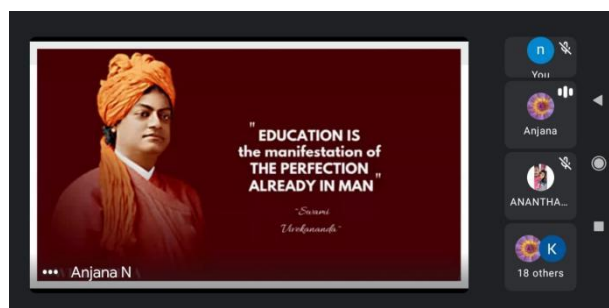 " EDUCATION IS
the manifestation of
THE PERFECTION
ALREADY IN MAN "
~Swami
Vivekananda~
Anjana N
n
You
Anjana
ANANTHA...
K
18 others